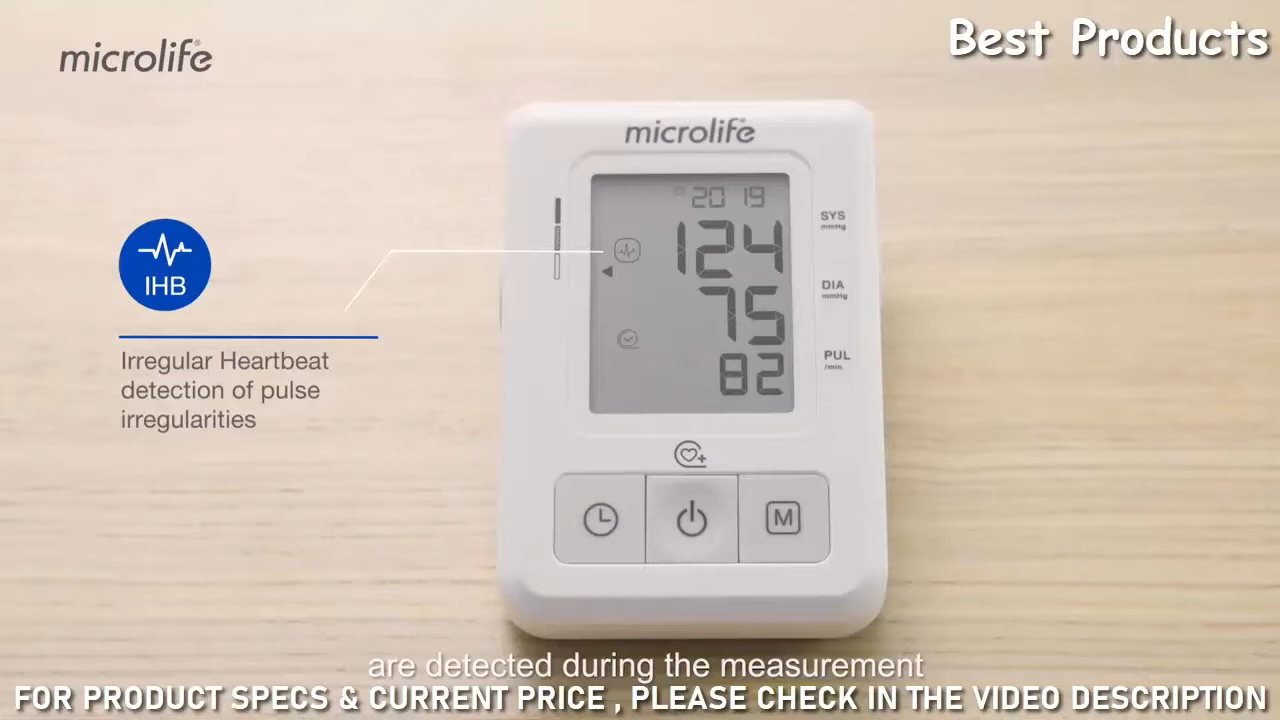 microlife®
Best Products
microlife®
20 19
124
SYS
mmHg
75
DIA
mmHg
82
PUL
/min.
IHB
Irregular Heartbeat
detection of pulse
irregularities
M
are detected during the measurement
FOR PRODUCT SPECS & CURRENT PRICE , PLEASE CHECK IN THE VIDEO DESCRIPTION